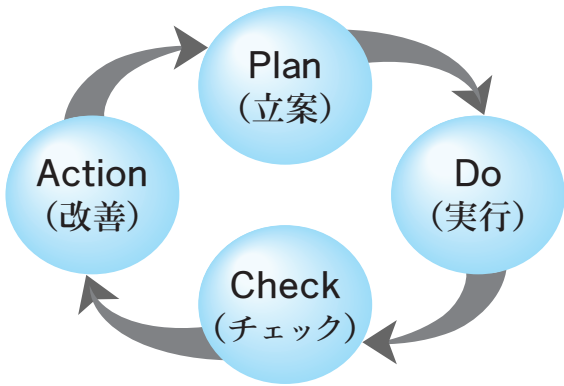 Plan
（立案）
Do
（実行）
Check
（チェック）
Action
（改善）